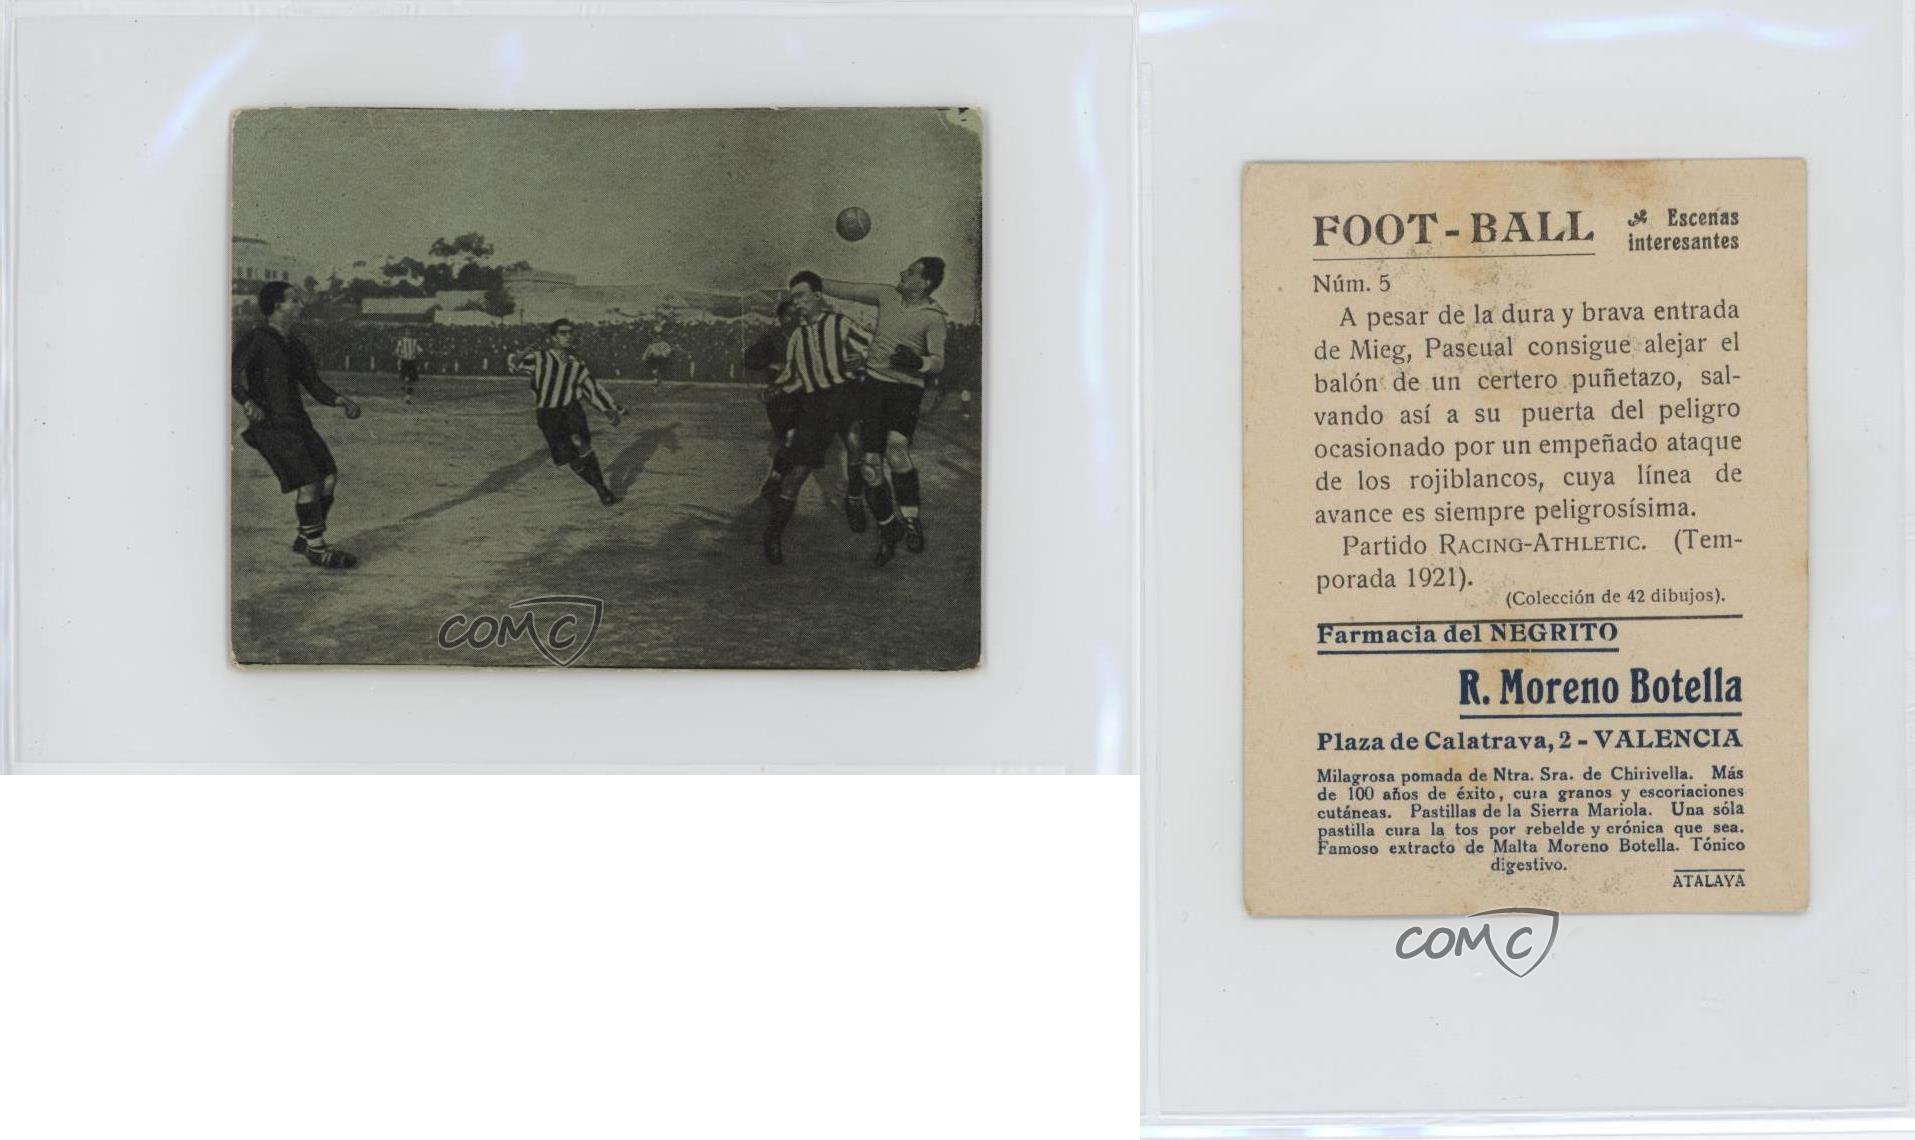 COMC
FOOT-BALL
Escenas
interesantes
Núm. 5
A pesar de la dura y brava entrada
de Mieg, Pascual consigue alejar el
balón de un certero puñetazo, sal-
vando así a su puerta del peligro
ocasionado por un empeñado ataque
de los rojiblancos, cuya línea de
avance es siempre peligrosísima.
Partido RACING-ATHLETIC. (Tem-
porada 1921).
(Colección de 42 dibujos).
Farmacia del NEGRITO
R. Moreno Botella
Plaza de Calatrava, 2 - VALENCIA
Milagrosa pomada de Ntra. Sra. de Chirivella. Más
de 100 años de éxito, cura granos y escoriaciones
cutáneas. Pastillas de la Sierra Mariola. Una sóla
pastilla cura la tos por rebelde y crónica que sea.
Famoso extracto de Malta Moreno Botella. Tónico
digestivo.
ATALAYA
COMC